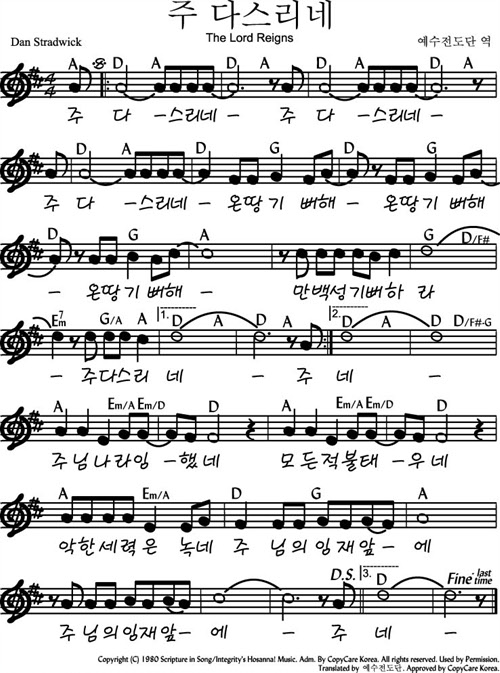 주 다스리네
Dan Stradwick The Lord Reigns 예수전도단 역
A D A D A D
주 다 -스리네- 주 다 -스리네-
D A D G D G
주 다 -스리네- 온땅기 뻐해- 온땅기 뻐해
D G A G D/F#
- 온땅기 뻐해- 만백성기뻐하 라
Em7 G/A A 1. D A D A 2. D A D D/F#-G
- 주다스리 네 - 주 네 -
A Em/A Em/D D A Em/A Em/D D
주 님 나 라 임 -했 네 모 든 적 불 태 -우 네
A Em/A D G D A
악한세력은 녹네 주 님의임재앞- 에
D G D A D.S. 3. D Fine-last time
주 님의임재앞- 에 - 주 네 -
Copyright (C) 1980 Scripture in Song/Integrity's Hosanna! Music. Adm. By CopyCare Korea. All rights reserved. Used by Permission.
Translated by 예수전도단. Approved by CopyCare Korea.